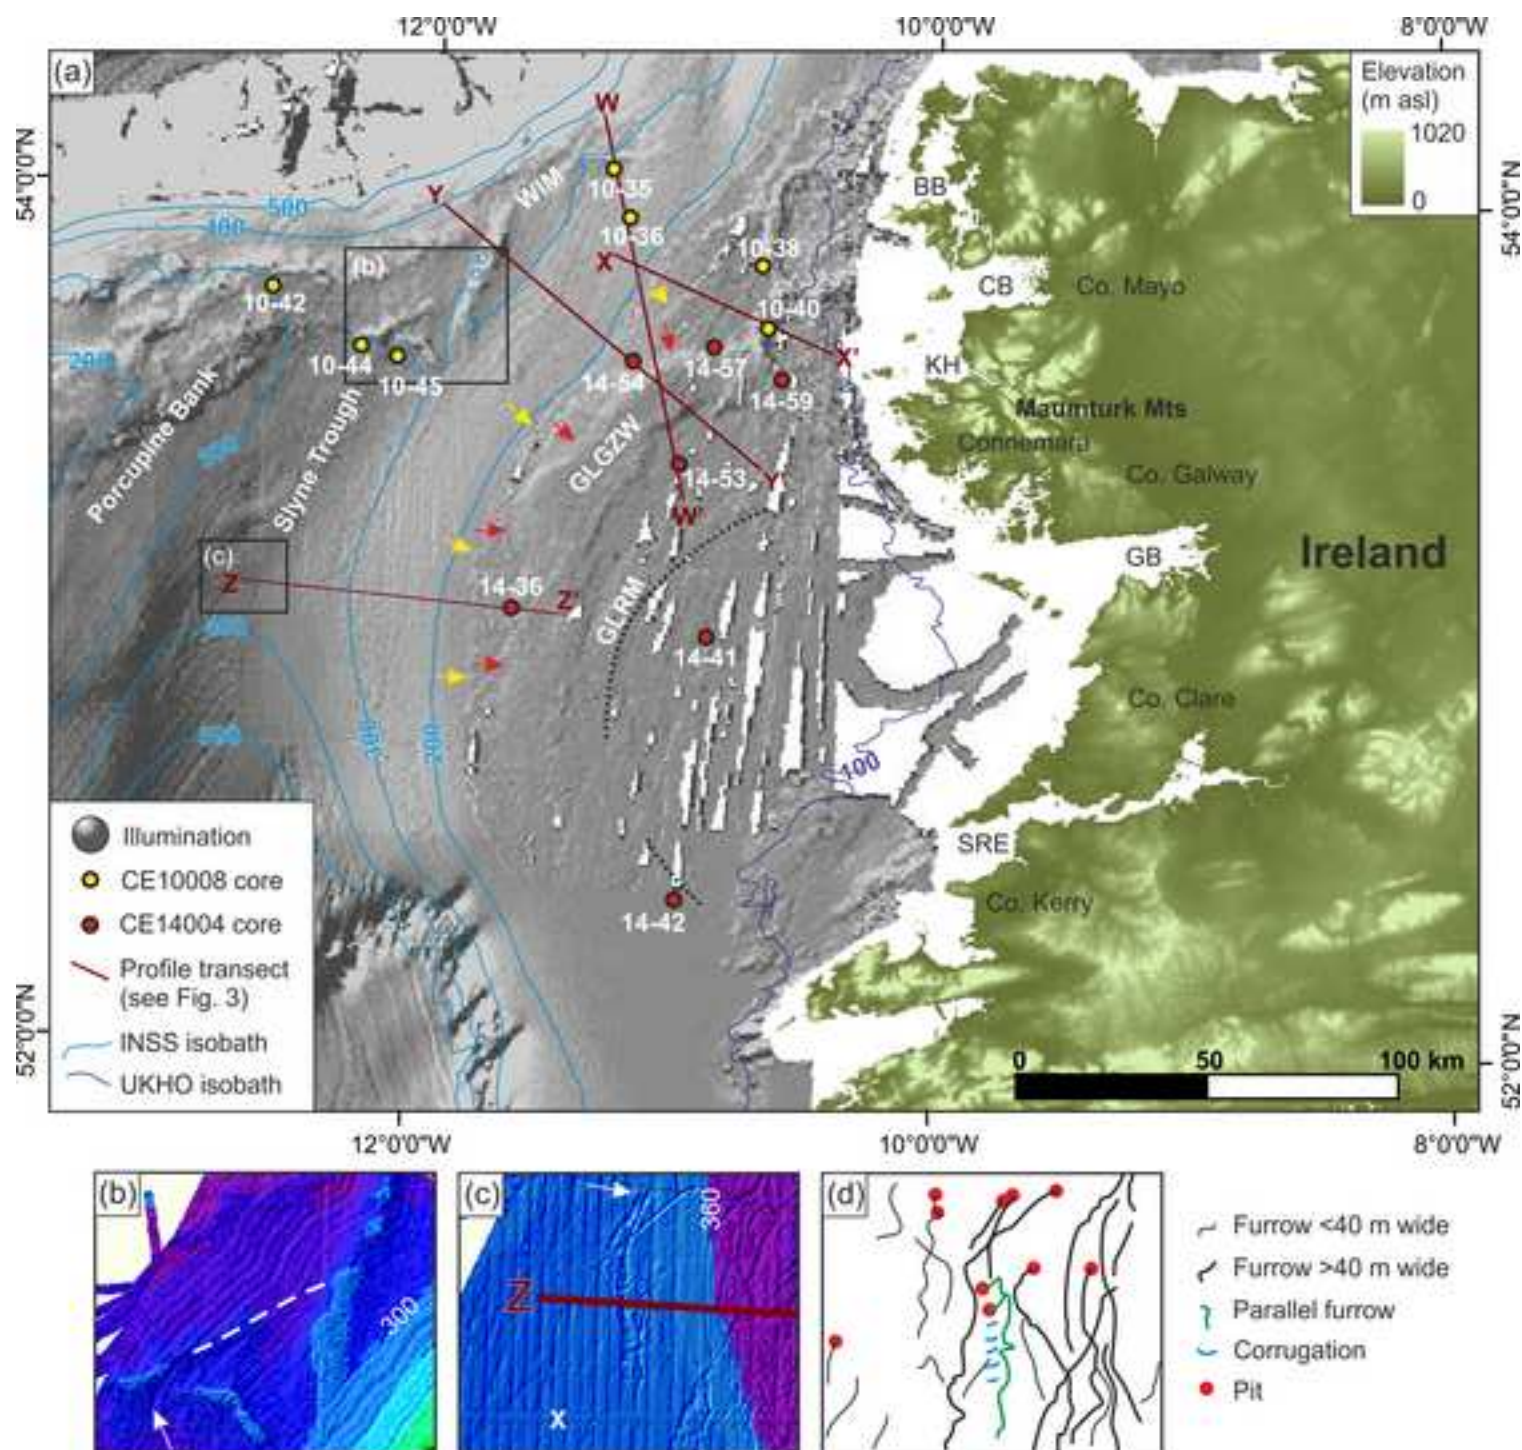 12°0'0"W
10°0'0"W
8°0'0"W
(a)
Elevation
(m asl)
1020
0
54°0'0"N
54°0'0"N
W
10-35
10-36
WIM
Y
500
400
BB
10-38
X
(b)
10-42
CB
Co. Mayo
10-40
X'
10-44
10-45
14-54
14-57
14-59
KH
Maumturk Mts
Connemara
Co. Galway
Porcupine Bank
Slyne Trough
GLGZW
14-53
Y'
W'
(c)
Z
14-36
Z'
GLRM
GB
Ireland
14-41
Co. Clare
300
200
100
SRE
Co. Kerry
14-42
Illumination
CE10008 core
CE14004 core
Profile transect
(see Fig. 3)
INSS isobath
UKHO isobath
0 50 100 km
52°0'0"N
52°0'0"N
12°0'0"W
10°0'0"W
8°0'0"W
(b)
300
(c)
360
Z
X
(d)
Furrow <40 m wide
Furrow >40 m wide
Parallel furrow
Corrugation
Pit